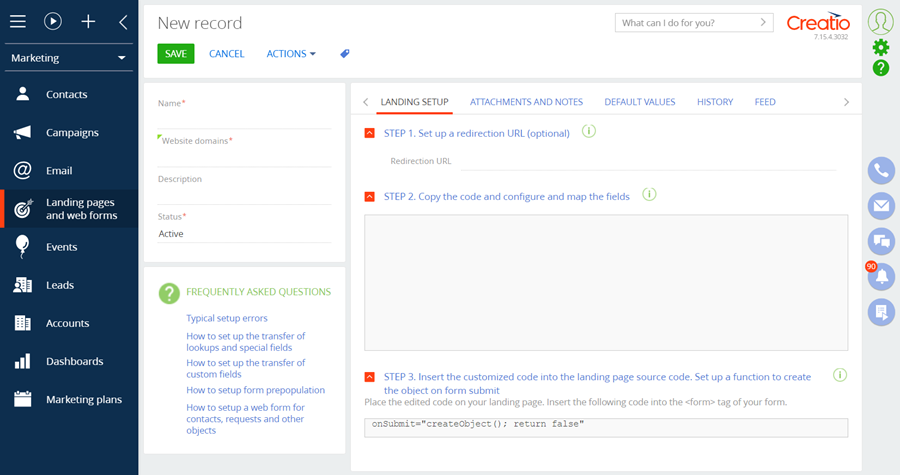 New record
What can I do for you?
Creatio
7.15.4.3032
SAVE
CANCEL
ACTIONS
Marketing
Contacts
Campaigns
Email
Landing pages
and web forms
Events
Leads
Accounts
Dashboards
Marketing plans
Name*
Website domains*
Description
Status*
Active
FREQUENTLY ASKED QUESTIONS
Typical setup errors
How to set up the transfer of
lookups and special fields
How to set up the transfer of
custom fields
How to setup form prepopulation
How to setup a web form for
contacts, requests and other
objects
LANDING SETUP
ATTACHMENTS AND NOTES
DEFAULT VALUES
HISTORY
FEED
STEP 1. Set up a redirection URL (optional)
Redirection URL
STEP 2. Copy the code and configure and map the fields
STEP 3. Insert the customized code into the landing page source code. Set up a function to create
the object on form submit
Place the edited code on your landing page. Insert the following code into the <form> tag of your form.
onSubmit="createObject(); return false"
90